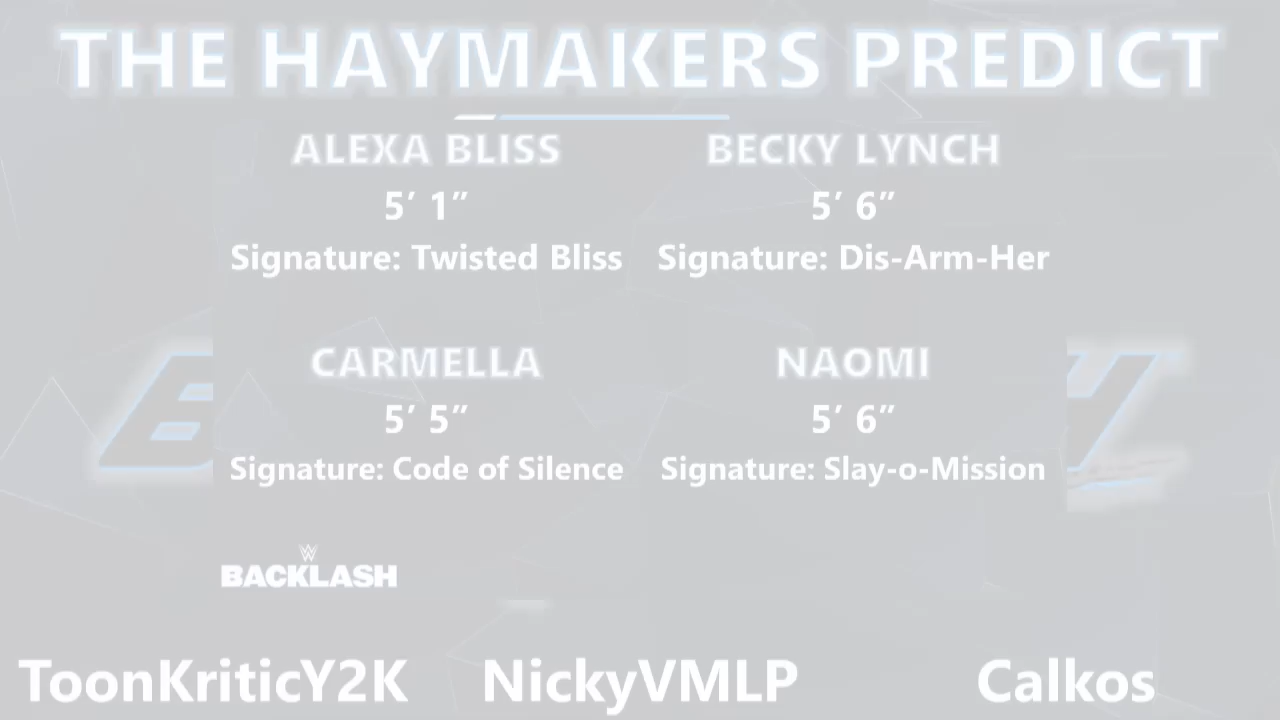 THE HAYMAKERS PREDICT
ALEXA BLISS
5’ 1”
Signature: Twisted Bliss
BECKY LYNCH
5’ 6”
Signature: Dis-Arm-Her
CARMELLA
5’ 5”
Signature: Code of Silence
NAOMI
5’ 6”
Signature: Slay-o-Mission
W
BACKLASH
ToonKriticY2K
NickyVMLP
Calkos